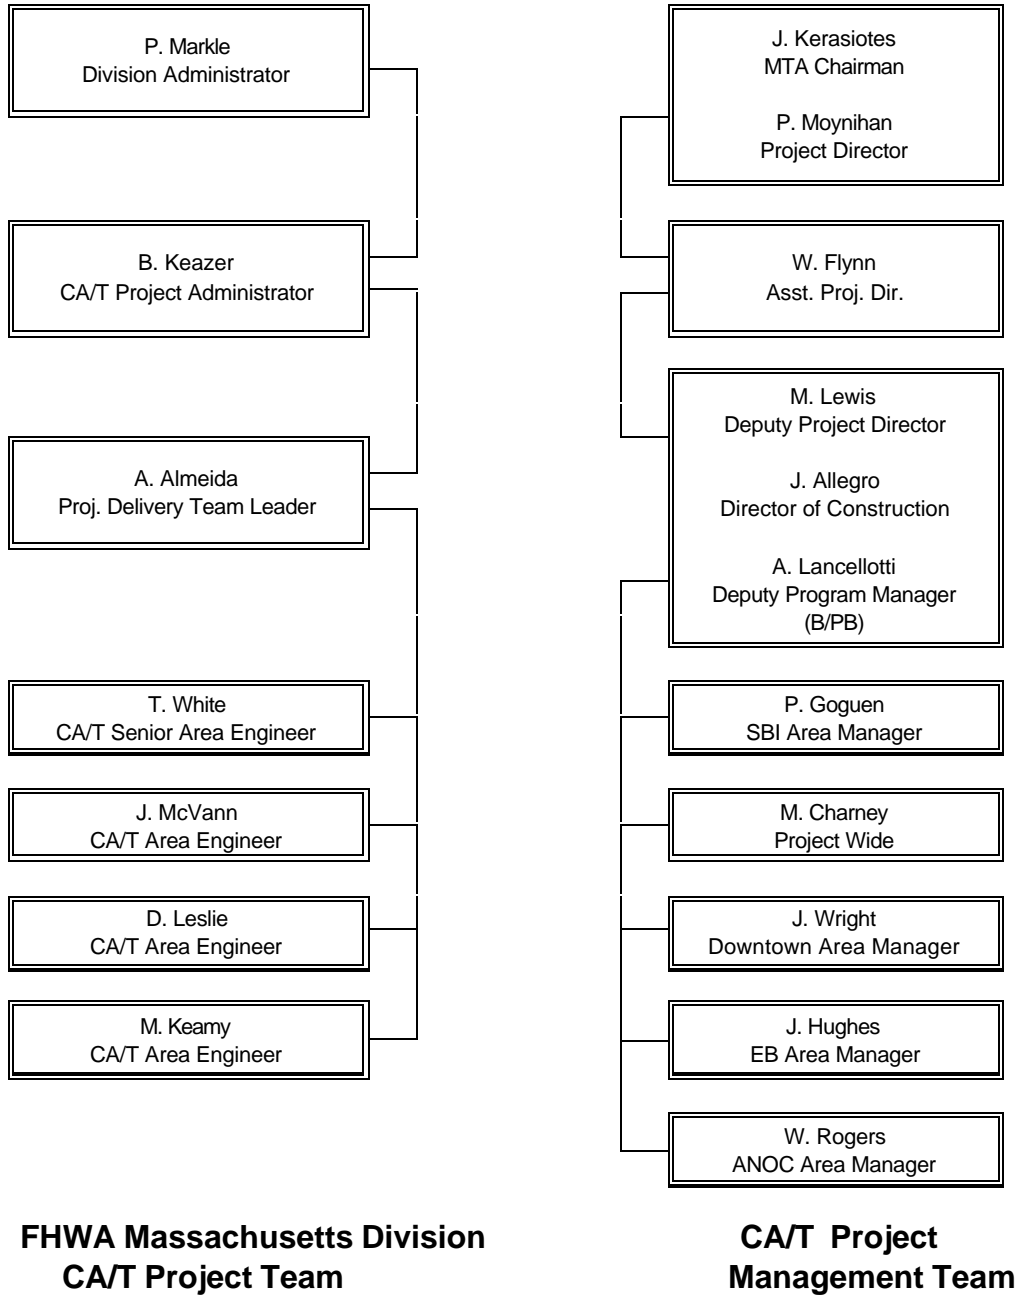 P. Markle
Division Administrator
B. Keazer
CA/T Project Administrator
A. Almeida
Proj. Delivery Team Leader
T. White
CA/T Senior Area Engineer
J. McVann
CA/T Area Engineer
D. Leslie
CA/T Area Engineer
M. Keamy
CA/T Area Engineer
FHWA Massachusetts Division
CA/T Project Team
J. Kerasiotes
MTA Chairman
P. Moynihan
Project Director
W. Flynn
Asst. Proj. Dir.
M. Lewis
Deputy Project Director
J. Allegro
Director of Construction
A. Lancellotti
Deputy Program Manager
(B/PB)
P. Goguen
SBI Area Manager
M. Charney
Project Wide
J. Wright
Downtown Area Manager
J. Hughes
EB Area Manager
W. Rogers
ANOC Area Manager
CA/T Project
Management Team